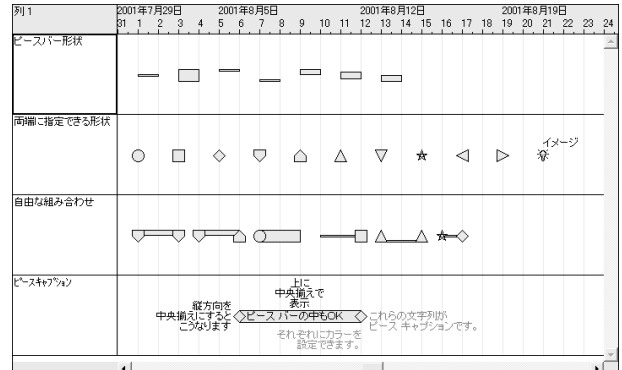 列 1
2001年7月29日 2001年8月5日 2001年8月12日 2001年8月19日
31 1 2 3 4 5 6 7 8 9 10 11 12 13 14 15 16 17 18 19 20 21 22 23 24
ピースバー形状
両端に指定できる形状
イメージ
自由な組み合わせ
ピースキャプション
縦方向を
中央揃えにすると
こうなります
上に
中央揃えで
表示
ピース バーの中もOK
それぞれにカラーを
設定できます。
これらの文字列が
ピース キャプションです。